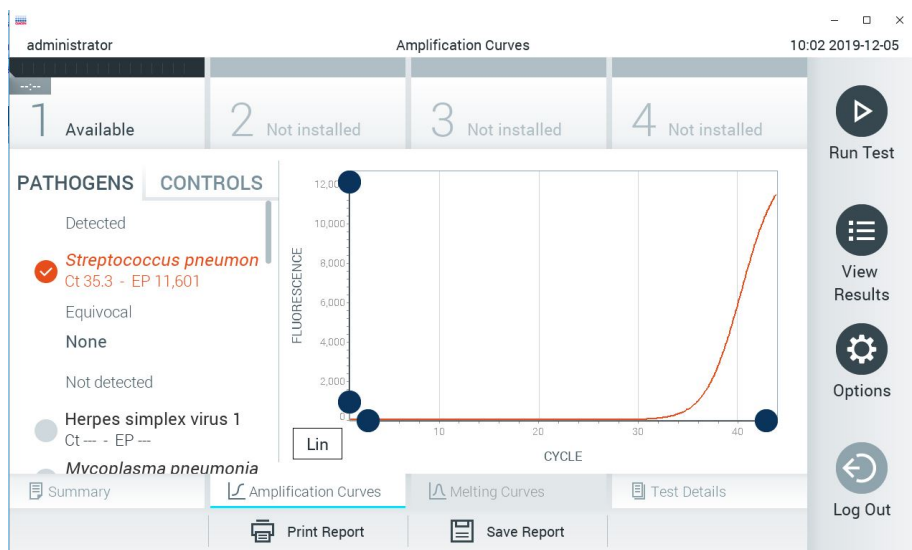 administrator
Amplification Curves
10:02 2019-12-05
--:--
1 Available
2 Not installed
3 Not installed
4 Not installed
Run Test
PATHOGENS CONTROLS
Detected
Streptococcus pneumon
Ct 35.3 - EP 11,601
Equivocal
None
Not detected
Herpes simplex virus 1
Ct --- - EP ---
Mycoplasma pneumonia
FLUORESCENCE
12,00
10,000
8,000
6,000
4,000
2,000
0
10 20 30 40
CYCLE
Lin
View
Results
Options
Log Out
Summary
Amplification Curves
Melting Curves
Test Details
Print Report
Save Report